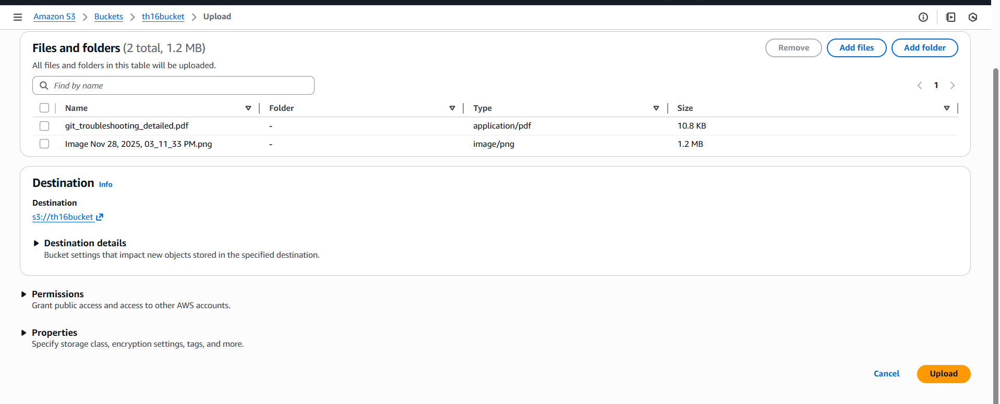 Amazon S3 > Buckets > th16bucket > Upload
Files and folders (2 total, 1.2 MB)
Remove Add files Add folder
All files and folders in this table will be uploaded.
Find by name
1
Name Folder Type Size
git_troubleshooting_detailed.pdf - application/pdf 10.8 KB
Image Nov 28, 2025, 03_11_33 PM.png - image/png 1.2 MB
Destination Info
Destination
s3://th16bucket
Destination details
Bucket settings that impact new objects stored in the specified destination.
Permissions
Grant public access and access to other AWS accounts.
Properties
Specify storage class, encryption settings, tags, and more.
Cancel Upload